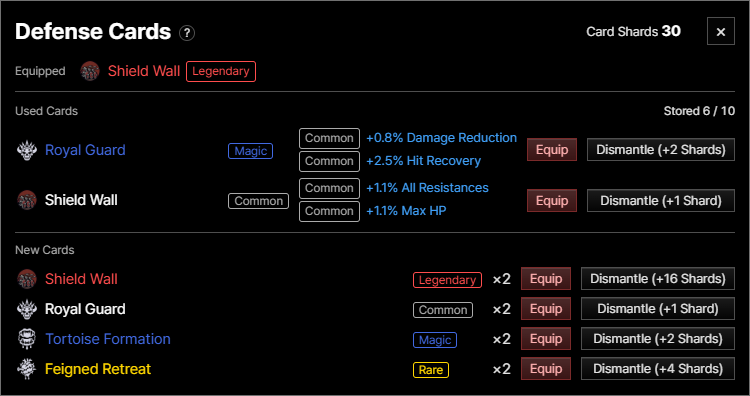 Defense Cards ? Card Shards 30 ×
Equipped Shield Wall Legendary
Used Cards Stored 6 / 10
Royal Guard Magic Common +0.8% Damage Reduction Equip Dismantle (+2 Shards)
Common +2.5% Hit Recovery
Shield Wall Common Common +1.1% All Resistances Equip Dismantle (+1 Shard)
Common +1.1% Max HP
New Cards
Shield Wall Legendary ×2 Equip Dismantle (+16 Shards)
Royal Guard Common ×2 Equip Dismantle (+1 Shard)
Tortoise Formation Magic ×2 Equip Dismantle (+2 Shards)
Feigned Retreat Rare ×2 Equip Dismantle (+4 Shards)